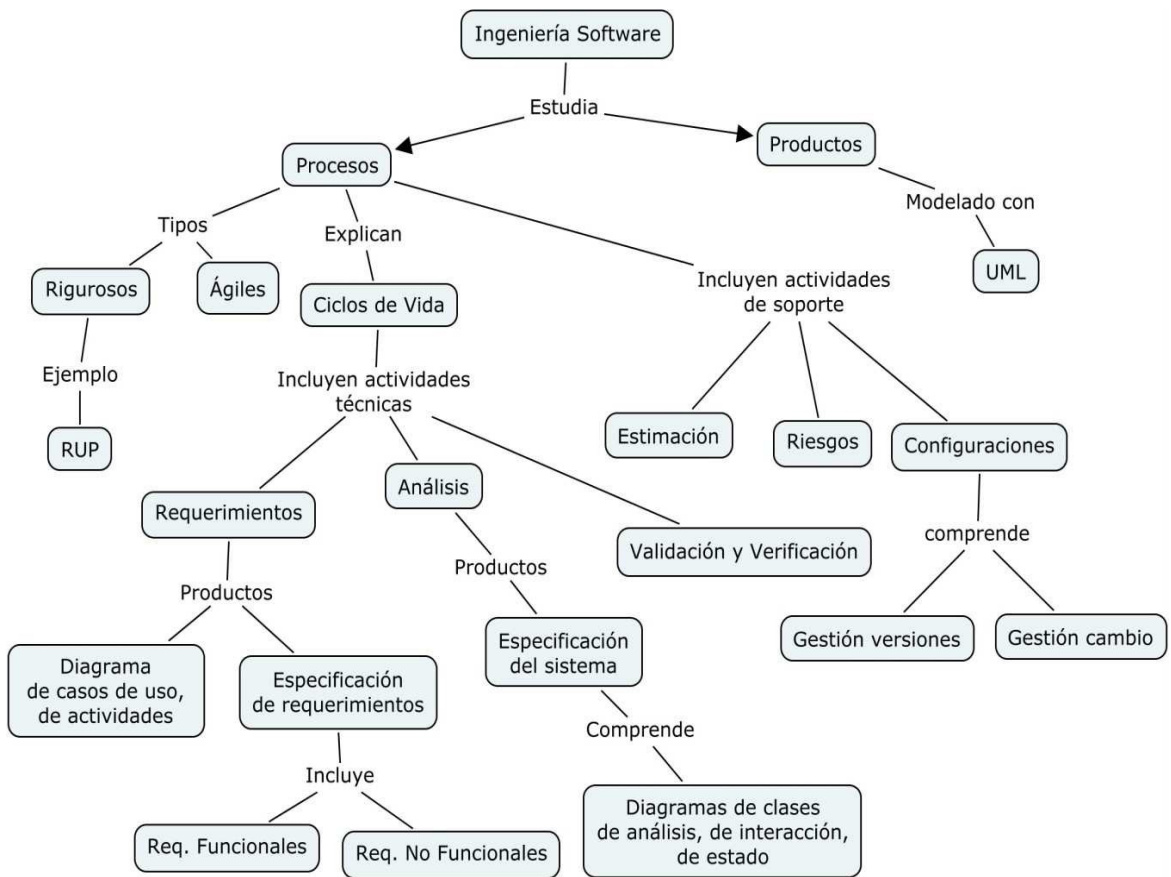 Ingeniería Software
Estudia
Procesos
Productos
Tipos
Explican
Modelado con
Rigurosos
Ágiles
Ciclos de Vida
Incluyen actividades
de soporte
UML
Ejemplo
Incluyen actividades
técnicas
RUP
Estimación
Riesgos
Configuraciones
Requerimientos
Análisis
Validación y Verificación
comprende
Productos
Productos
Gestión versiones
Gestión cambio
Diagrama
de casos de uso,
de actividades
Especificación
de requerimientos
Especificación
del sistema
Comprende
Incluye
Req. Funcionales
Req. No Funcionales
Diagramas de clases
de análisis, de interacción,
de estado